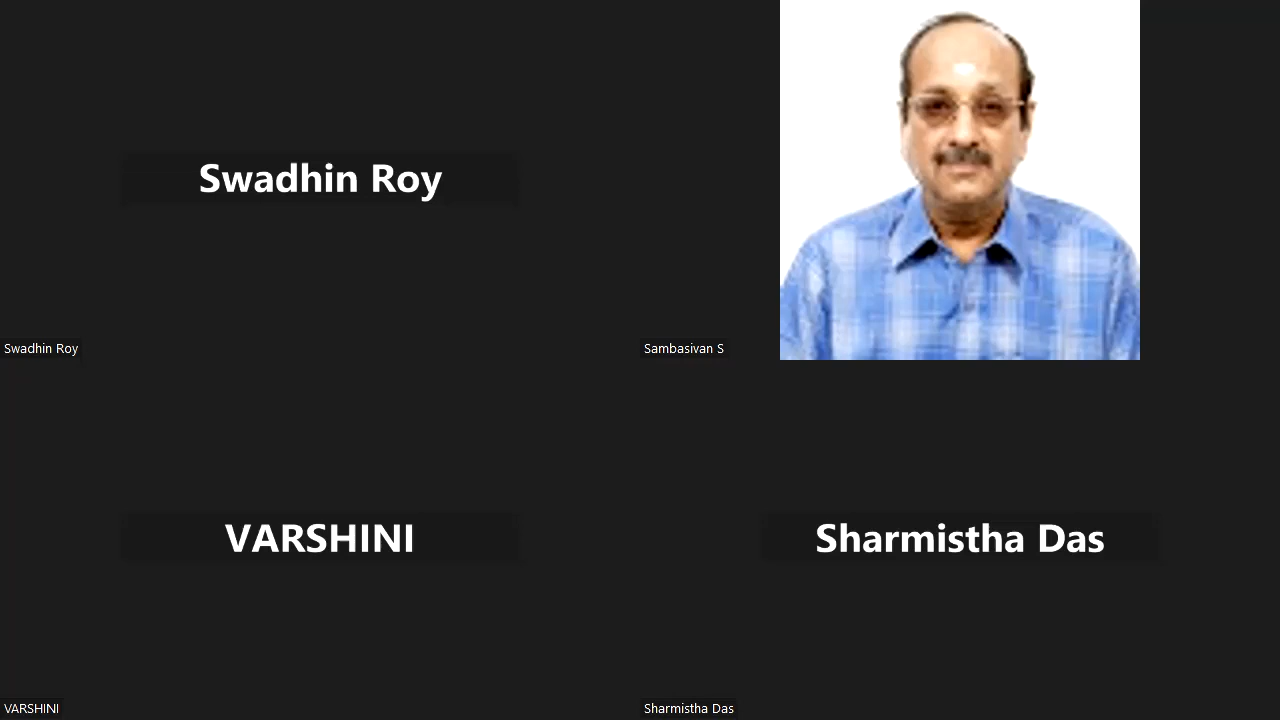 Swadhin Roy
Swadhin Roy
Sambasivan S
VARSHINI
Sharmistha Das
VARSHINI
Sharmistha Das